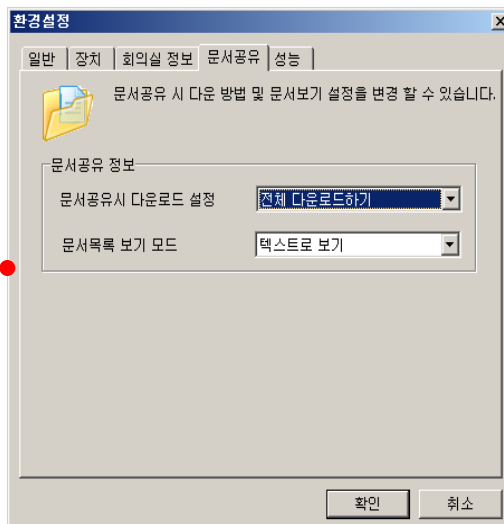 환경설정
일반 장치 회의실 정보 문서공유 성능
문서공유 시 다운 방법 및 문서보기 설정을 변경 할 수 있습니다.
문서공유 정보
문서공유시 다운로드 설정 전체 다운로드하기
문서목록 보기 모드 텍스트로 보기
확인 취소